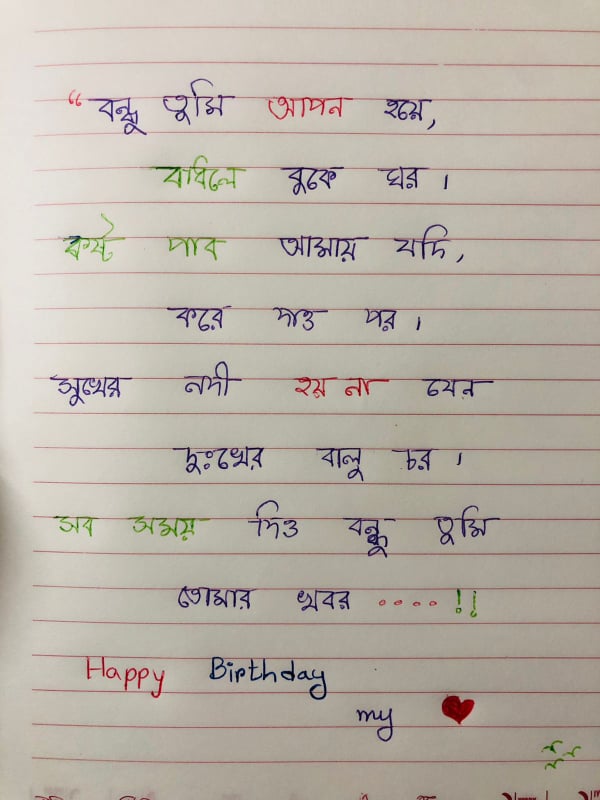 “বন্ধু তুমি আপন হয়ে,
বাধিলে বুকে ঘর।
কষ্ট পাব আমায় যদি,
করে দাও পর।
সুখের নদী হয় না যেন
দুঃখের বালু চর।
সব সময় দিও বন্ধু তুমি
তোমার খবর ....!!
Happy Birthday
my ❤